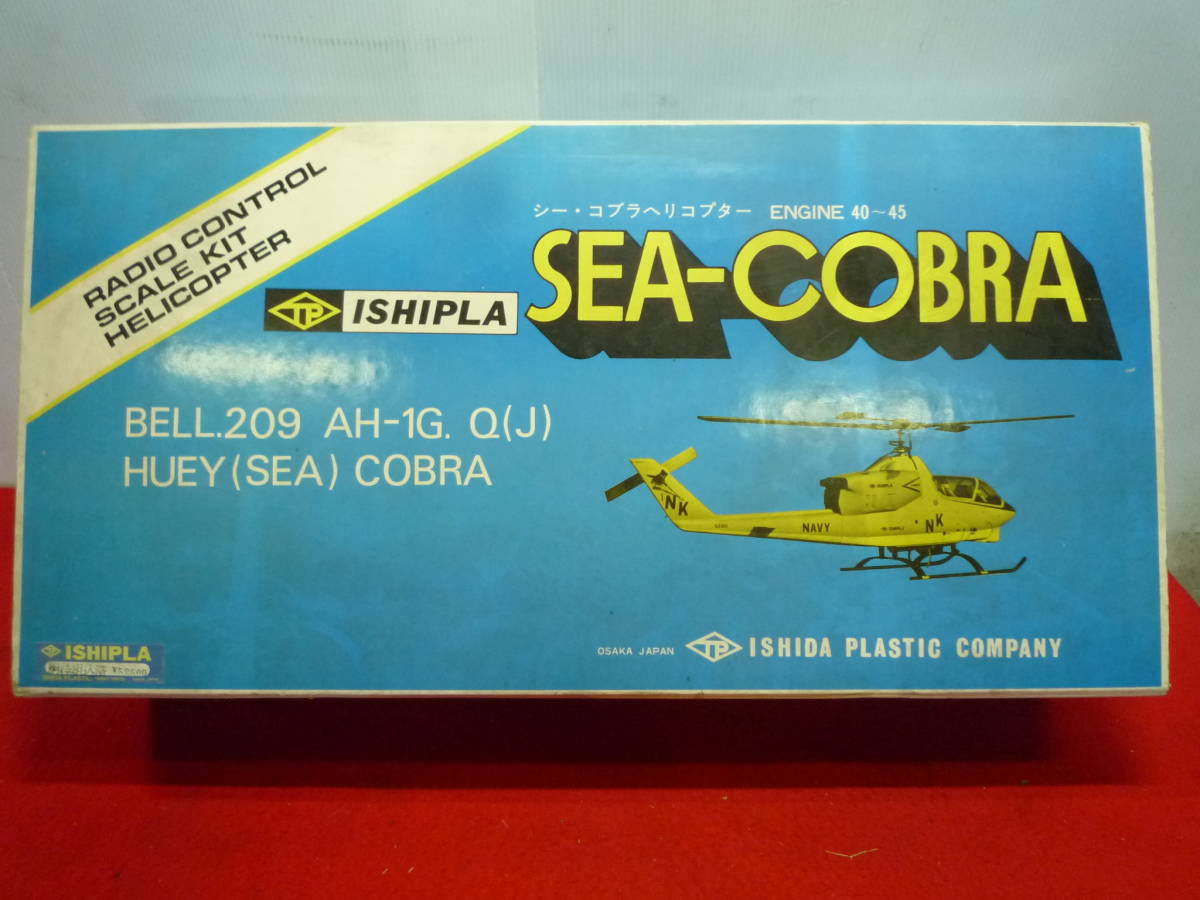 RADIO CONTROL
SCALE KIT
HELICOPTER
シー・コブラヘリコプター ENGINE 40~45
SEA-COBRA
TP ISHIPLA
BELL.209 AH-1G. Q(J)
HUEY(SEA) COBRA
NK
NAVY
NK
OSAKA JAPAN TP ISHIDA PLASTIC COMPANY
TP ISHIPLA